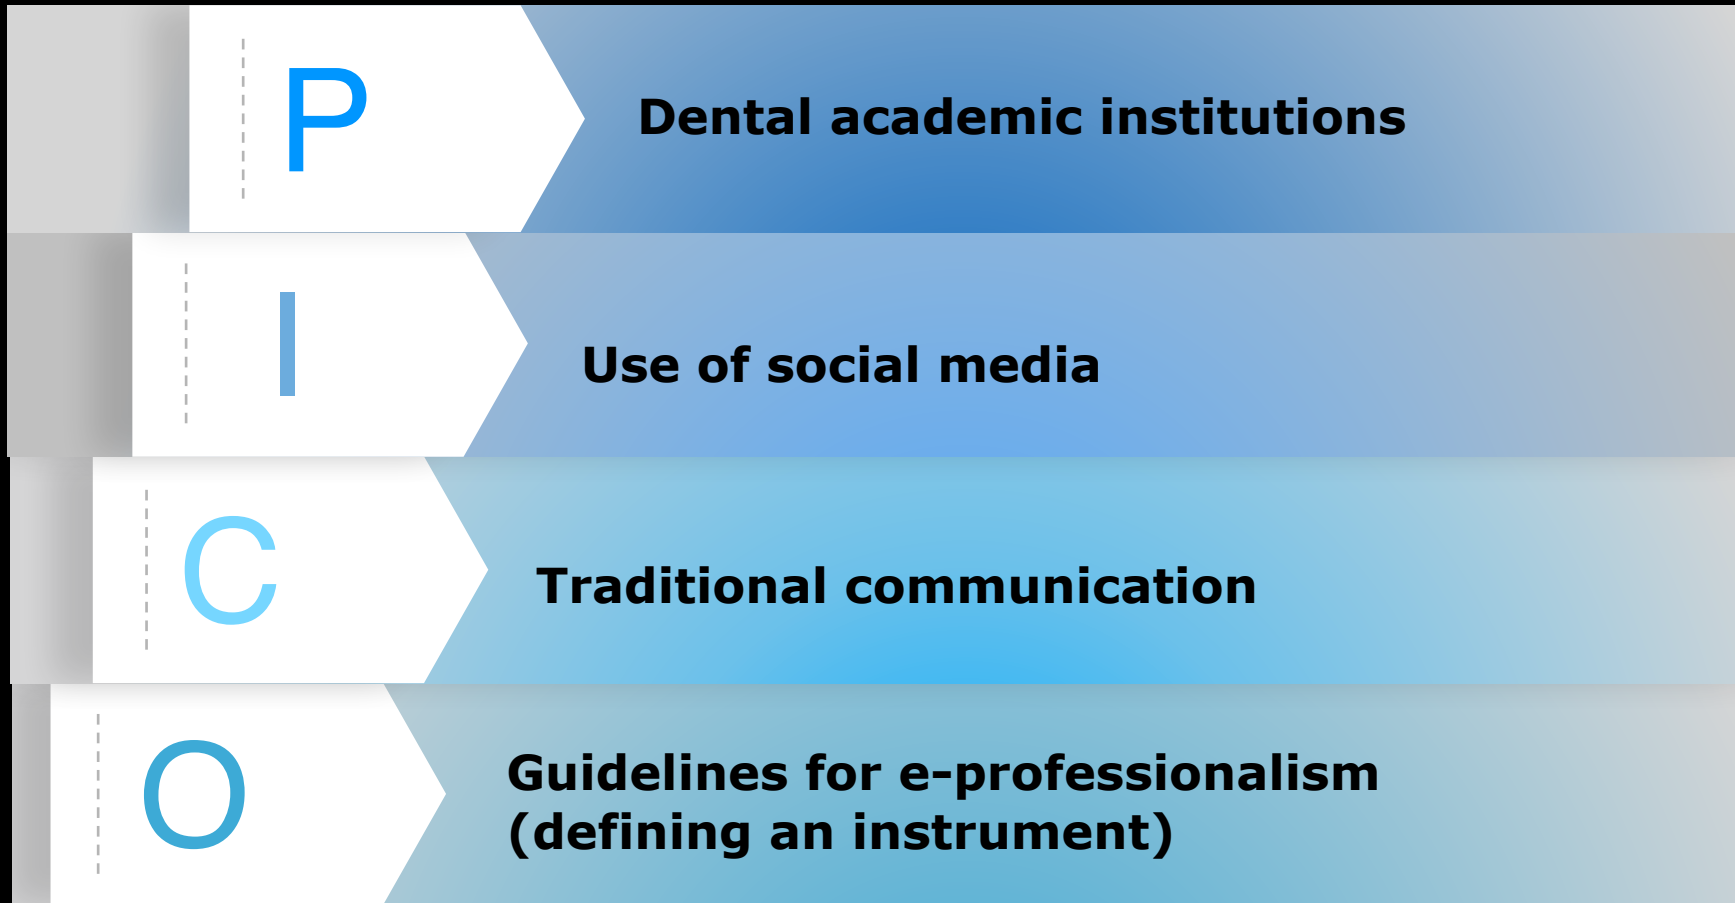 P
Dental academic institutions
I
Use of social media
C
Traditional communication
O
Guidelines for e-professionalism
(defining an instrument)